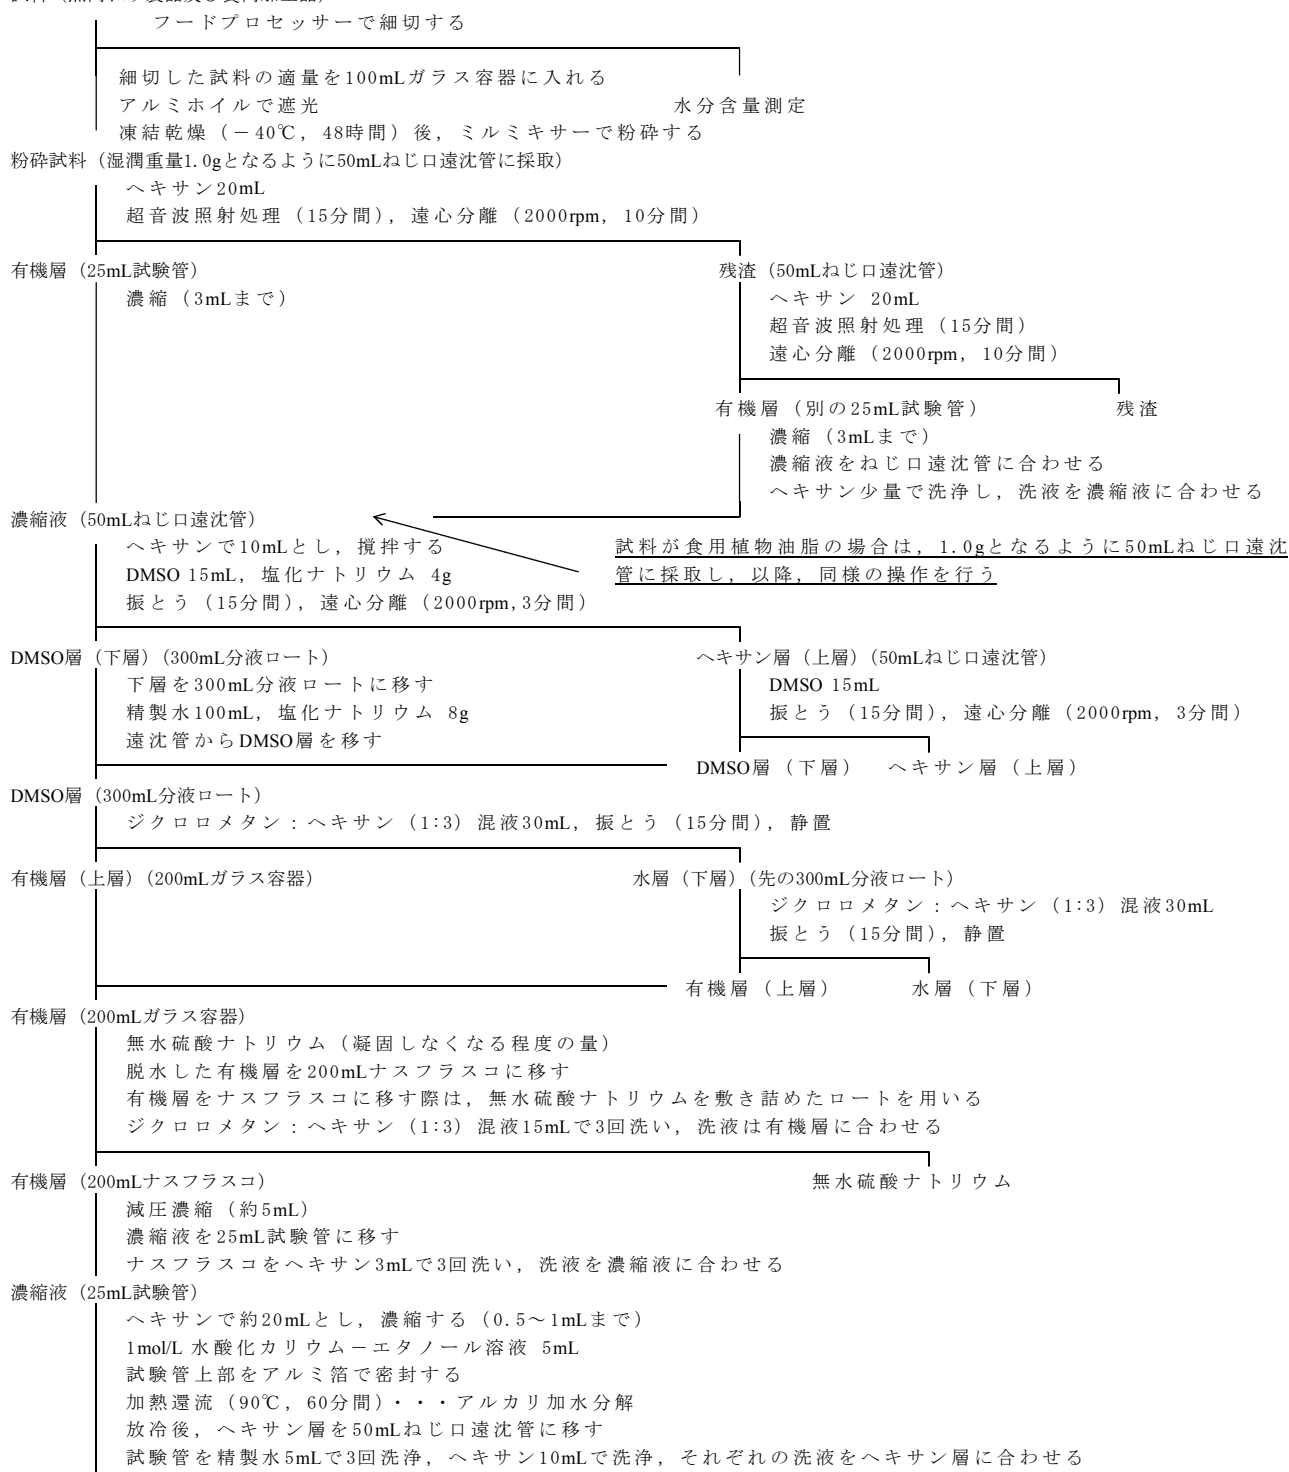 フードプロセッサーで細切する
細切した試料の適量を100mLガラス容器に入れる
アルミホイルで遮光
水分含量測定
凍結乾燥（－40℃，48時間）後，ミルミキサーで粉砕する
粉砕試料（湿潤重量1.0gとなるように50mLねじ口遠沈管に採取）
ヘキサン20mL
超音波照射処理（15分間），遠心分離（2000rpm，10分間）
有機層（25mL試験管）
残渣（50mLねじ口遠沈管）
濃縮（3mLまで）
ヘキサン 20mL
超音波照射処理（15分間）
遠心分離（2000rpm，10分間）
有機層（別の25mL試験管）
残渣
濃縮（3mLまで）
濃縮液をねじ口遠沈管に合わせる
ヘキサン少量で洗浄し，洗液を濃縮液に合わせる
濃縮液（50mLねじ口遠沈管）
ヘキサンで10mLとし，撹拌する
試料が食用植物油脂の場合は，1.0gとなるように50mLねじ口遠沈
DMSO 15mL，塩化ナトリウム 4g
管に採取し，以降，同様の操作を行う
振とう（15分間），遠心分離（2000rpm,3分間）
DMSO層（下層）（300mL分液ロート）
ヘキサン層（上層）（50mLねじ口遠沈管）
下層を300mL分液ロートに移す
DMSO 15mL
精製水100mL，塩化ナトリウム 8g
振とう（15分間），遠心分離（2000rpm，3分間）
遠沈管からDMSO層を移す
DMSO層（下層）
ヘキサン層（上層）
DMSO層（300mL分液ロート）
ジクロロメタン：ヘキサン（1:3）混液30mL，振とう（15分間），静置
有機層（上層）（200mLガラス容器）
水層（下層）（先の300mL分液ロート）
ジクロロメタン：ヘキサン（1:3）混液30mL
振とう（15分間），静置
有機層（上層）
水層（下層）
有機層（200mLガラス容器）
無水硫酸ナトリウム（凝固しなくなる程度の量）
脱水した有機層を200mLナスフラスコに移す
有機層をナスフラスコに移す際は，無水硫酸ナトリウムを敷き詰めたロートを用いる
ジクロロメタン：ヘキサン（1:3）混液15mLで3回洗い，洗液は有機層に合わせる
有機層（200mLナスフラスコ）
無水硫酸ナトリウム
減圧濃縮（約5mL）
濃縮液を25mL試験管に移す
ナスフラスコをヘキサン3mLで3回洗い，洗液を濃縮液に合わせる
濃縮液（25mL試験管）
ヘキサンで約20mLとし，濃縮する（0.5～1mLまで）
1mol/L 水酸化カリウム－エタノール溶液 5mL
試験管上部をアルミ箔で密封する
加熱還流（90℃，60分間）・・・アルカリ加水分解
放冷後，ヘキサン層を50mLねじ口遠沈管に移す
試験管を精製水5mLで3回洗浄，ヘキサン10mLで洗浄，それぞれの洗液をヘキサン層に合わせる